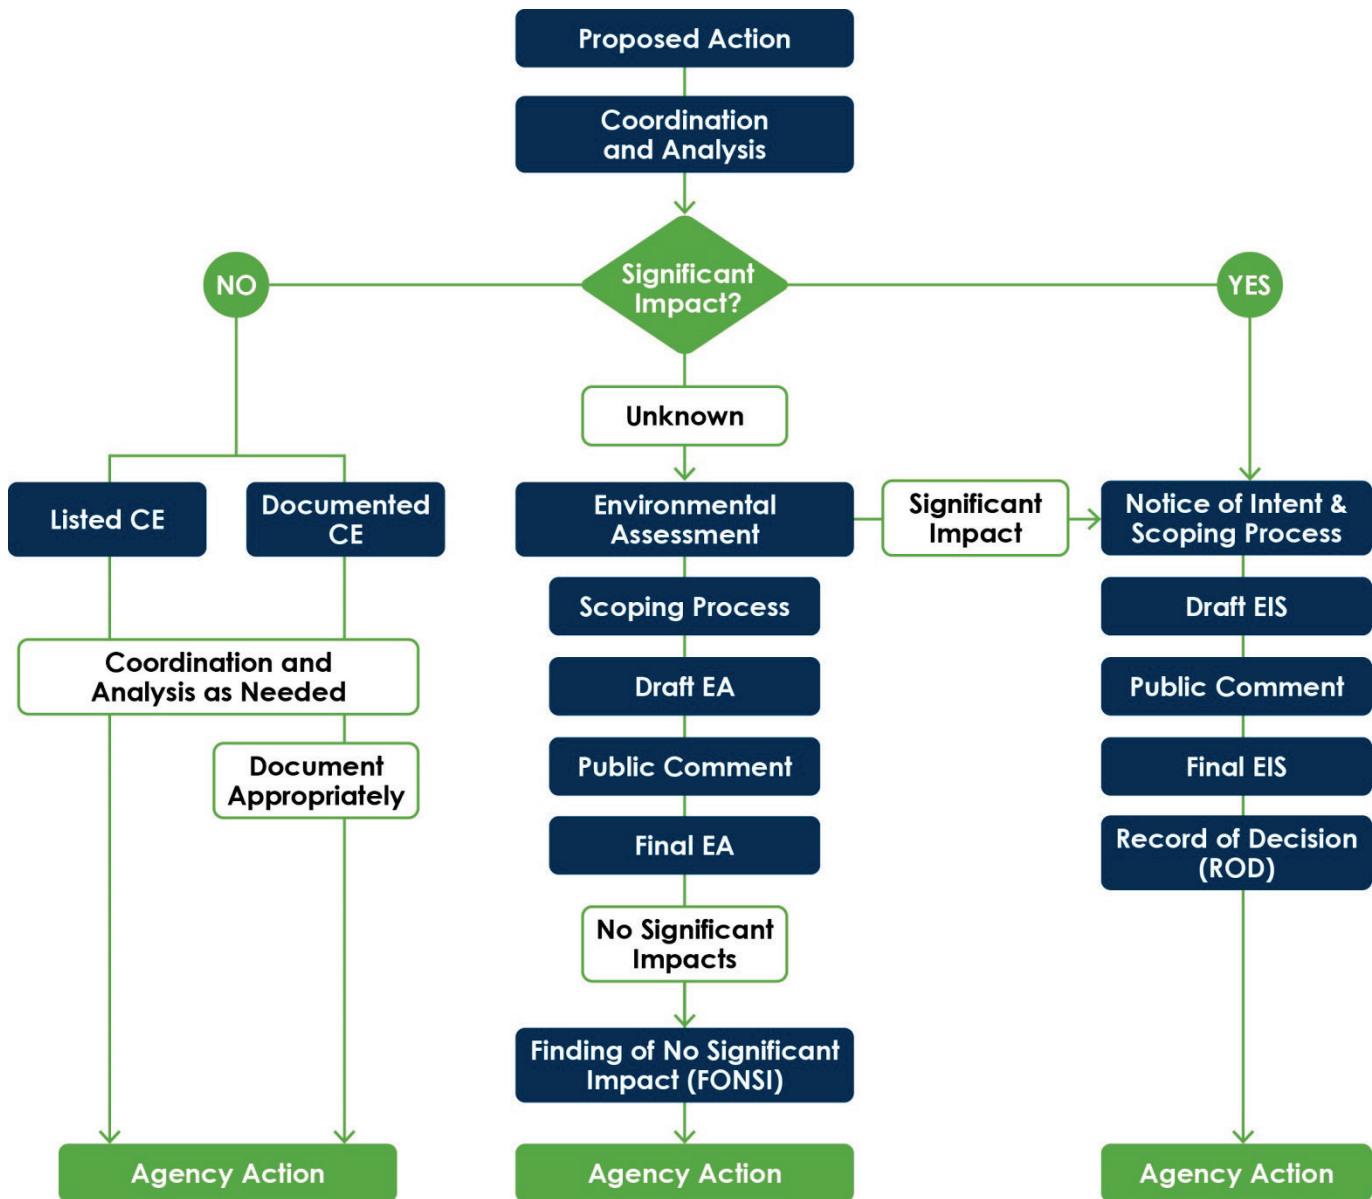 Proposed Action
Coordination
and Analysis
Significant
Impact?
NO
YES
Unknown
Listed CE
Documented
CE
Environmental
Assessment
Significant
Impact
Notice of Intent &
Scoping Process
Coordination and
Analysis as Needed
Document
Appropriately
Scoping Process
Draft EA
Public Comment
Final EA
No Significant
Impacts
Finding of No Significant
Impact (FONSI)
Draft EIS
Public Comment
Final EIS
Record of Decision
(ROD)
Agency Action
Agency Action
Agency Action